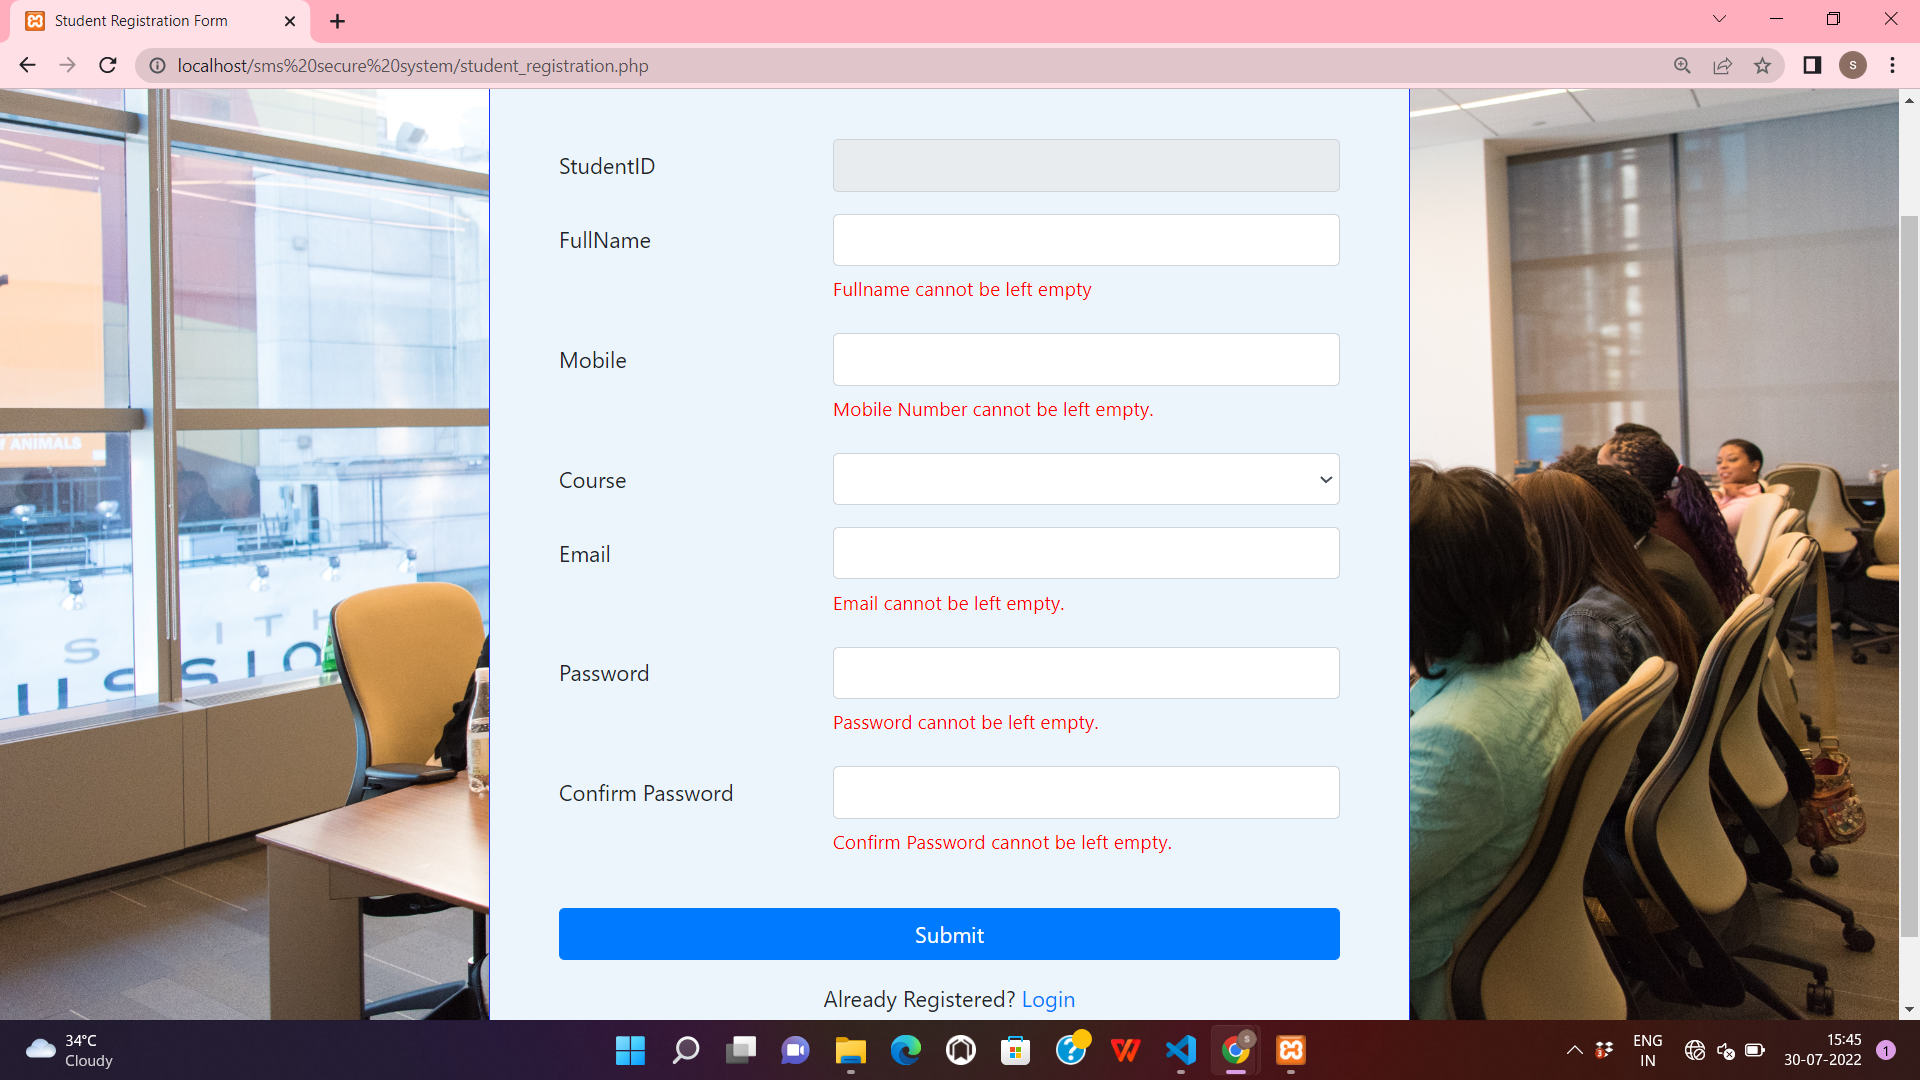 Student Registration Form
localhost/sms%20secure%20system/student_registration.php
S
StudentID
FullName
Fullname cannot be left empty
Mobile
Mobile Number cannot be left empty.
Course
Email
Email cannot be left empty.
Password
Password cannot be left empty.
Confirm Password
Confirm Password cannot be left empty.
Submit
Already Registered? Login
ANIMALS
34°C
Cloudy
ENG
IN
15:45
30-07-2022
1